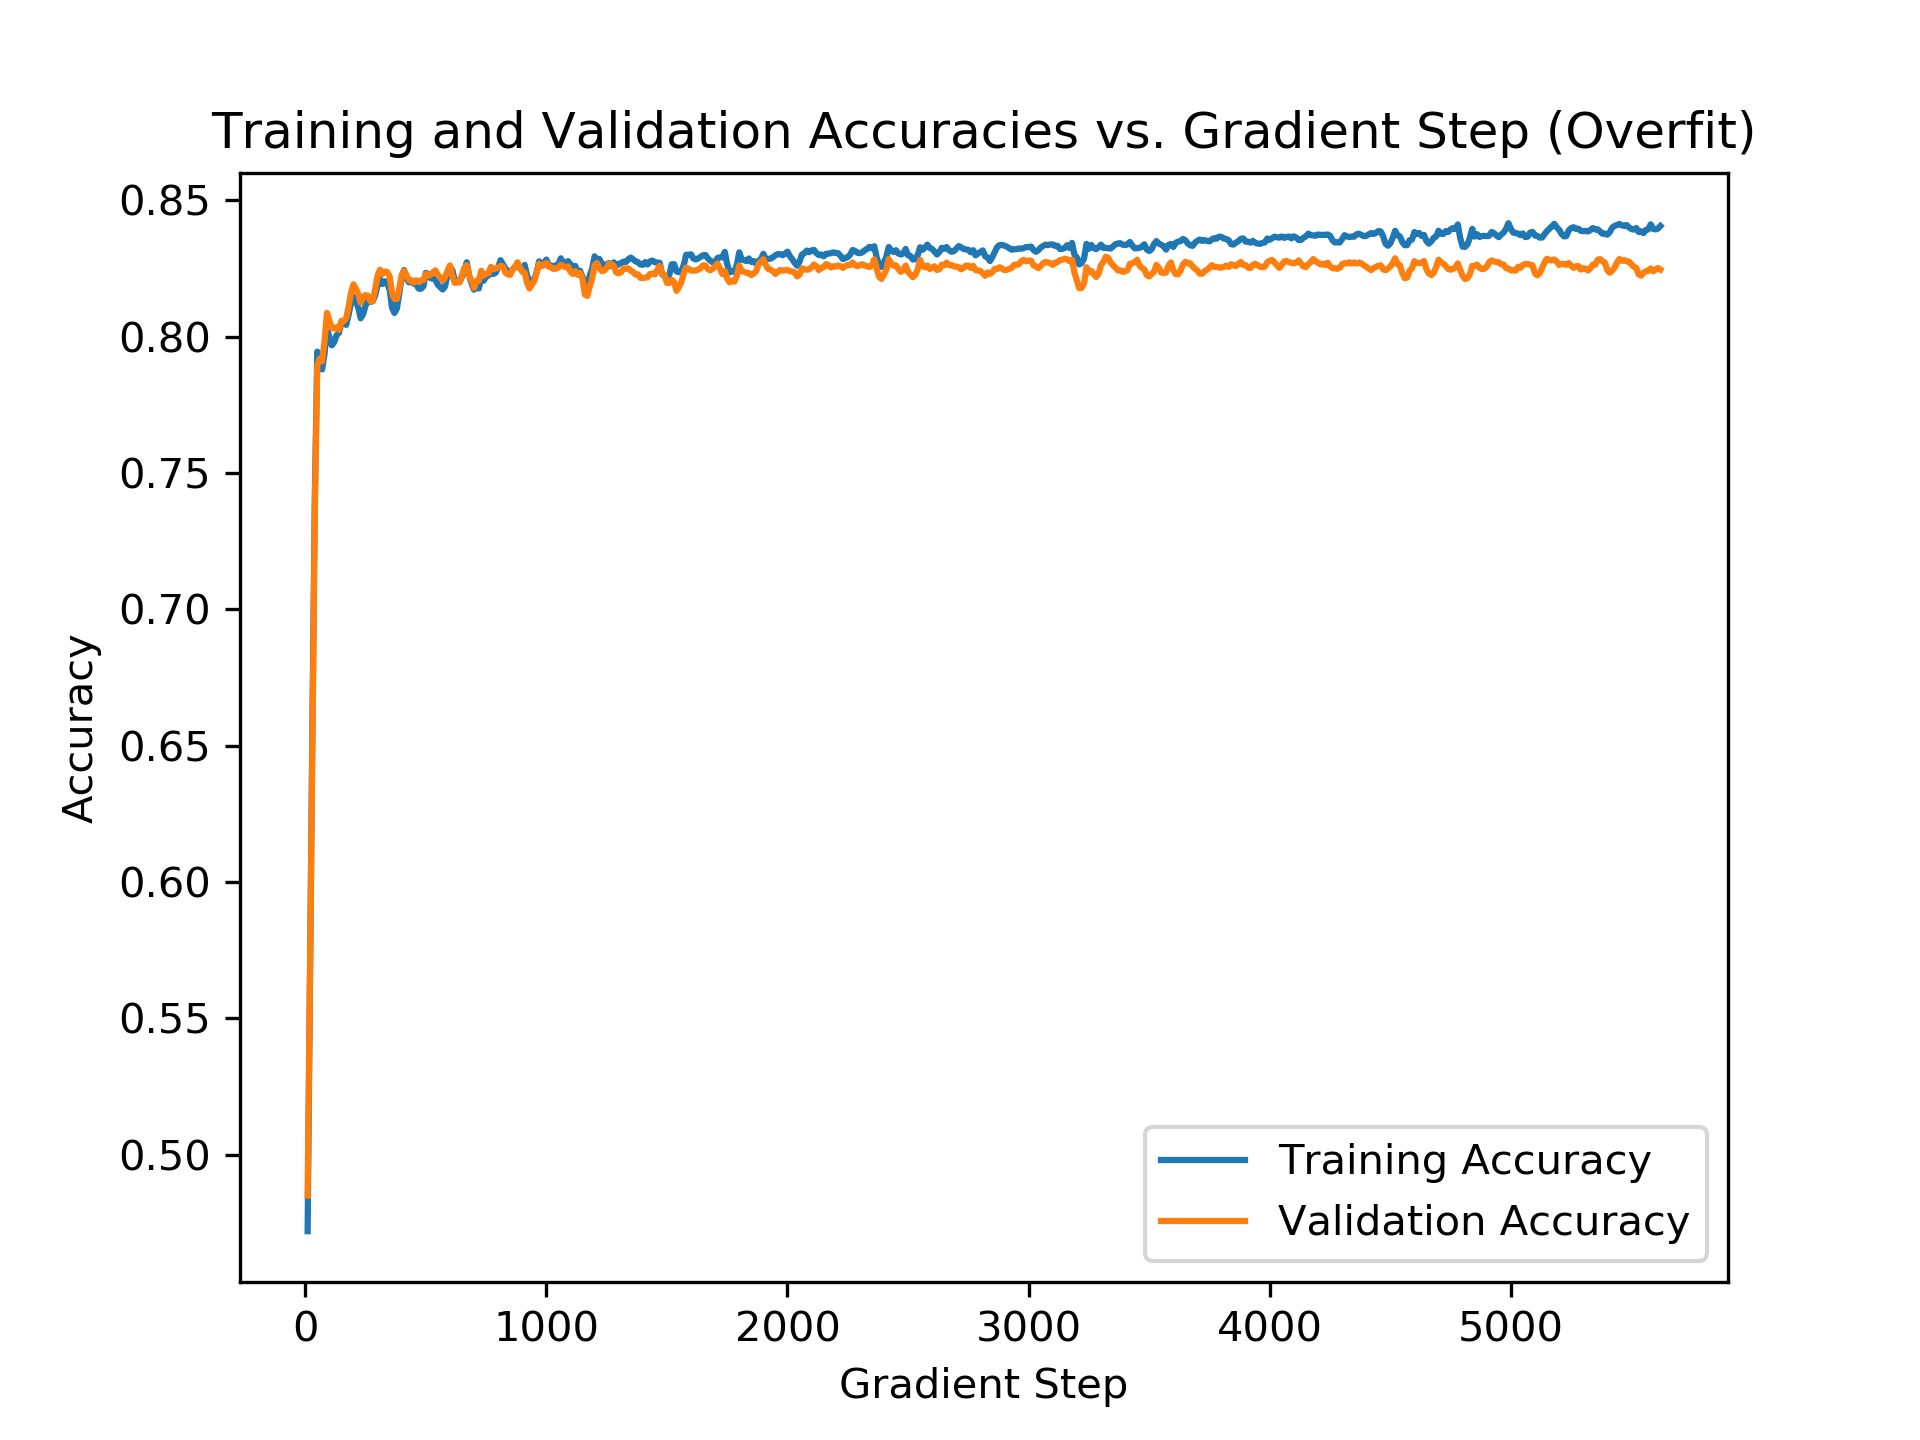 Training and Validation Accuracies vs. Gradient Step (Overfit)
0.85
0.80
0.75
0.70
0.65
0.60
0.55
0.50
Accuracy
Training Accuracy
Validation Accuracy
0 1000 2000 3000 4000 5000
Gradient Step